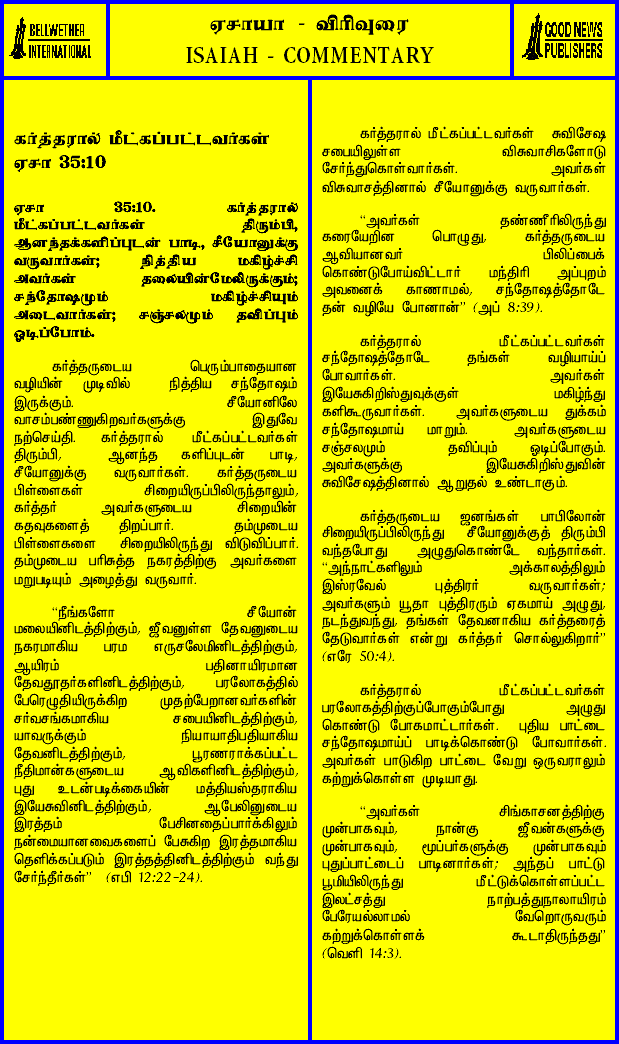 BELLWETHER
INTERNATIONAL
ஏசாயா - விரிவுரை
ISAIAH - COMMENTARY
GOOD NEWS
PUBLISHERS
கர்த்தரால் மீட்கப்பட்டவர்கள்
ஏசா 35:10
ஏசா 35:10. கர்த்தரால்
மீட்கப்பட்டவர்கள் திரும்பி,
ஆனந்தக்களிப்புடன் பாடி, சீயோனுக்கு
வருவார்கள்; நித்திய மகிழ்ச்சி
அவர்கள் தலையின்மேலிருக்கும்;
சந்தோஷமும் மகிழ்ச்சியும்
அடைவார்கள்; சஞ்சலமும் தவிப்பும்
ஓடிப்போம்.
கர்த்தருடைய பெரும்பாதையான
வழியின் முடிவில் நித்திய சந்தோஷம்
இருக்கும். சீயோனிலே
வாசம்பண்ணுகிறவர்களுக்கு இதுவே
நற்செய்தி. கர்த்தரால் மீட்கப்பட்டவர்கள்
திரும்பி, ஆனந்த களிப்புடன் பாடி,
சீயோனுக்கு வருவார்கள். கர்த்தருடைய
பிள்ளைகள் சிறையிருப்பிலிருந்தாலும்,
கர்த்தர் அவர்களுடைய சிறையின்
கதவுகளைத் திறப்பார். தம்முடைய
பிள்ளைகளை சிறையிலிருந்து விடுவிப்பார்.
தம்முடைய பரிசுத்த நகரத்திற்கு அவர்களை
மறுபடியும் அழைத்து வருவார்.
“நீங்களோ சீயோன்
மலையினிடத்திற்கும், ஜீவனுள்ள தேவனுடைய
நகரமாகிய பரம எருசலேமினிடத்திற்கும்,
ஆயிரம் பதினாயிரமான
தேவதூதர்களினிடத்திற்கும், பரலோகத்தில்
பேரெழுதியிருக்கிற முதற்பேறானவர்களின்
சர்வசங்கமாகிய சபையினிடத்திற்கும்,
யாவருக்கும் நியாயாதிபதியாகிய
தேவனிடத்திற்கும், பூரணராக்கப்பட்ட
நீதிமான்களுடைய ஆவிகளினிடத்திற்கும்,
புது உடன்படிக்கையின் மத்தியஸ்தராகிய
இயேசுவினிடத்திற்கும், ஆபேலினுடைய
இரத்தம் பேசினதைப்பார்க்கிலும்
நன்மையானவைகளைப் பேசுகிற இரத்தமாகிய
தெளிக்கப்படும் இரத்தத்தினிடத்திற்கும் வந்து
சேர்ந்தீர்கள்” (எபி 12:22-24).
கர்த்தரால் மீட்கப்பட்டவர்கள் சுவிசேஷ
சபையிலுள்ள விசுவாசிகளோடு
சேர்ந்துகொள்வார்கள். அவர்கள்
விசுவாசத்தினால் சீயோனுக்கு வருவார்கள்.
“அவர்கள் தண்ணீரிலிருந்து
கரையேறின பொழுது, கர்த்தருடைய
ஆவியானவர் பிலிப்பைக்
கொண்டுபோய்விட்டார் மந்திரி அப்புறம்
அவனைக் காணாமல், சந்தோஷத்தோடே
தன் வழியே போனான்” (அப் 8:39).
கர்த்தரால் மீட்கப்பட்டவர்கள்
சந்தோஷத்தோடே தங்கள் வழியாய்ப்
போவார்கள். அவர்கள்
இயேசுகிறிஸ்துவுக்குள் மகிழ்ந்து
களிகூருவார்கள். அவர்களுடைய துக்கம்
சந்தோஷமாய் மாறும். அவர்களுடைய
சஞ்சலமும் தவிப்பும் ஓடிப்போகும்.
அவர்களுக்கு இயேசுகிறிஸ்துவின்
சுவிசேஷத்தினால் ஆறுதல் உண்டாகும்.
கர்த்தருடைய ஜனங்கள் பாபிலோன்
சிறையிருப்பிலிருந்து சீயோனுக்குத் திரும்பி
வந்தபோது அழுதுகொண்டே வந்தார்கள்.
“அந்நாட்களிலும் அக்காலத்திலும்
இஸ்ரவேல் புத்திரர் வருவார்கள்;
அவர்களும் யூதா புத்திரரும் ஏகமாய் அழுது,
நடந்துவந்து, தங்கள் தேவனாகிய கர்த்தரைத்
தேடுவார்கள் என்று கர்த்தர் சொல்லுகிறார்”
(எரே 50:4).
கர்த்தரால் மீட்கப்பட்டவர்கள்
பரலோகத்திற்குப்போகும்போது அழுது
கொண்டு போகமாட்டார்கள். புதிய பாட்டை
சந்தோஷமாய்ப் பாடிக்கொண்டு போவார்கள்.
அவர்கள் பாடுகிற பாட்டை வேறு ஒருவராலும்
கற்றுக்கொள்ள முடியாது.
“அவர்கள் சிங்காசனத்திற்கு
முன்பாகவும், நான்கு ஜீவன்களுக்கு
முன்பாகவும், மூப்பர்களுக்கு முன்பாகவும்
புதுப்பாட்டைப் பாடினார்கள்; அந்தப் பாட்டு
பூமியிலிருந்து மீட்டுக்கொள்ளப்பட்ட
இலட்சத்து நாற்பத்துநாலாயிரம்
பேரேயல்லாமல் வேறொருவரும்
கற்றுக்கொள்ளக் கூடாதிருந்தது”
(வெளி 14:3).